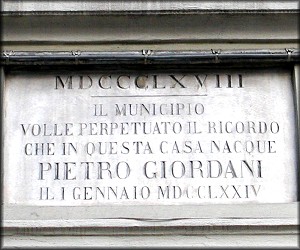 MDCCCLXVIII
IL MUNICIPIO
VOLLE PERPETUATO IL RICORDO
CHE IN QUESTA CASA NACQUE
PIETRO GIORDANI
IL I GENNAIO MDCCLXXIV